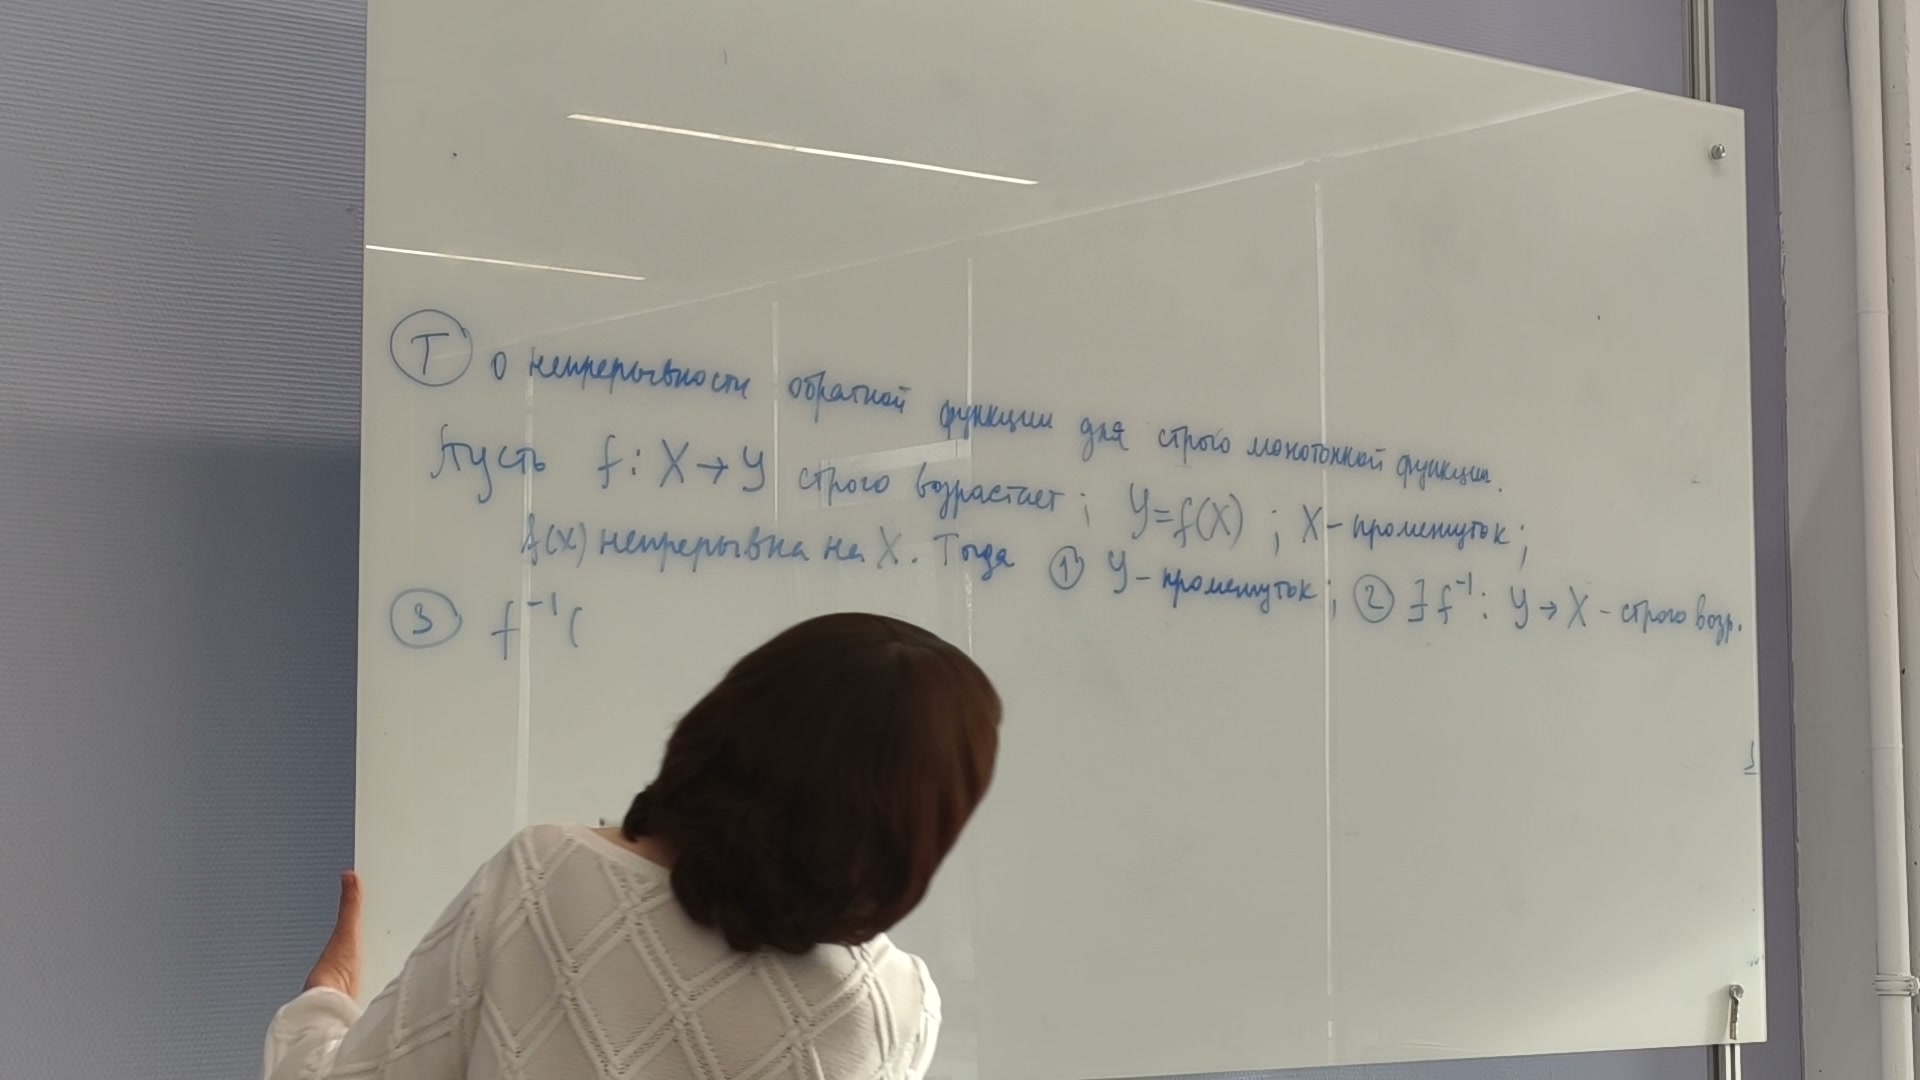 Т о непрерывности обратной функции для строго монотонной функции.
Пусть f: X → Y строго возрастает; Y=f(X); X – промежуток;
f(x) непрерывна на X. Тогда ① Y – промежуток; ② ∃ f⁻¹: Y → X – строго возр.
③ f⁻¹(